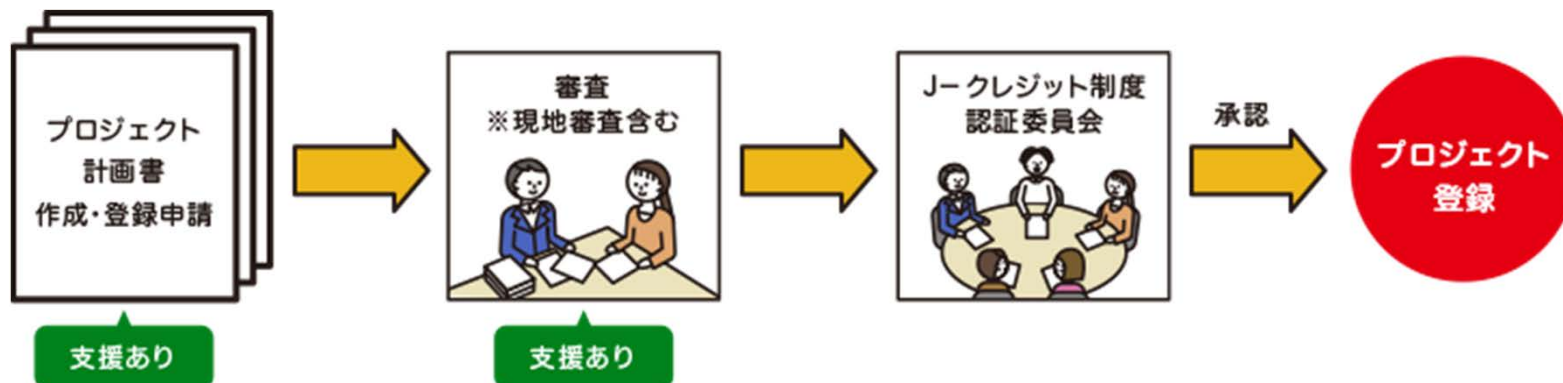 プロジェクト
計画書
作成・登録申請
支援あり
審査
※現地審査含む
支援あり
J－クレジット制度
認証委員会
承認
プロジェクト
登録